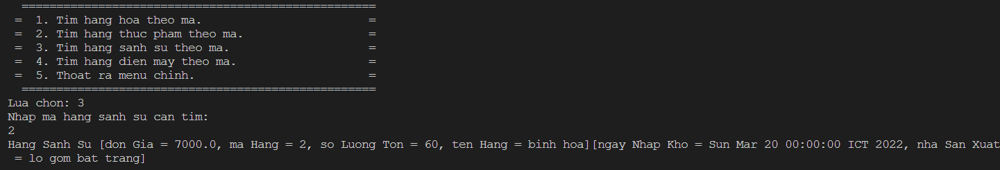 ===================================================
= 1. Tim hang hoa theo ma. =
= 2. Tim hang thuc pham theo ma. =
= 3. Tim hang sanh su theo ma. =
= 4. Tim hang dien may theo ma. =
= 5. Thoat ra menu chinh. =
===================================================
Lua chon: 3
Nhap ma hang sanh su can tim:
2
Hang Sanh Su [don Gia = 7000.0, ma Hang = 2, so Luong Ton = 60, ten Hang = binh hoa][ngay Nhap Kho = Sun Mar 20 00:00:00 ICT 2022, nha San Xuat
= lo gom bat trang]